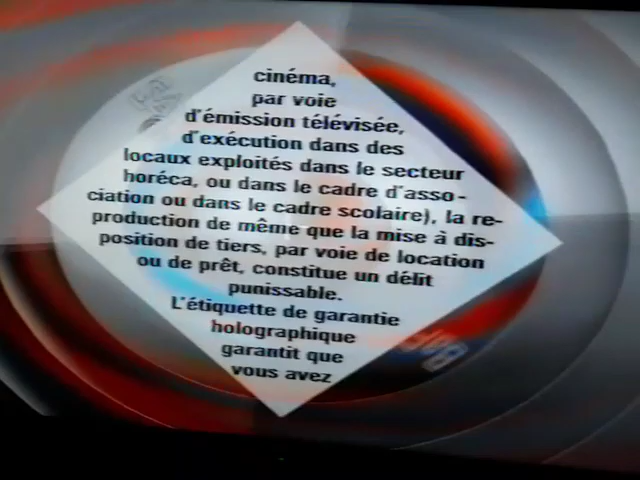 cinéma,
par voie
d'émission télévisée,
d'exécution dans des
locaux exploités dans le secteur
horéca, ou dans le cadre d'asso-
ciation ou dans le cadre scolaire), la re-
production de même que la mise à dis-
position de tiers, par voie de location
ou de prêt, constitue un délit
punissable.
L'étiquette de garantie
holographique
garantit que
vous avez